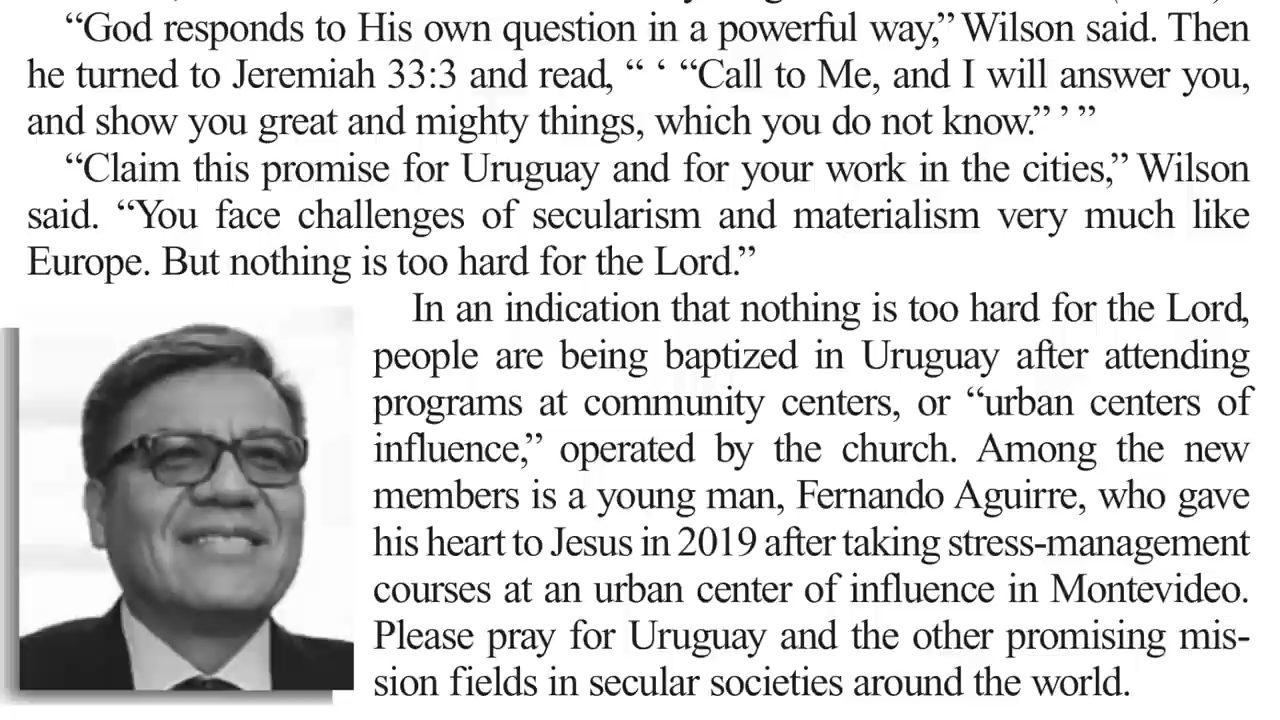 “God responds to His own question in a powerful way,” Wilson said. Then
he turned to Jeremiah 33:3 and read, “ ‘ “Call to Me, and I will answer you,
and show you great and mighty things, which you do not know.” ’ ”
“Claim this promise for Uruguay and for your work in the cities,” Wilson
said. “You face challenges of secularism and materialism very much like
Europe. But nothing is too hard for the Lord.”
In an indication that nothing is too hard for the Lord,
people are being baptized in Uruguay after attending
programs at community centers, or “urban centers of
influence,” operated by the church. Among the new
members is a young man, Fernando Aguirre, who gave
his heart to Jesus in 2019 after taking stress-management
courses at an urban center of influence in Montevideo.
Please pray for Uruguay and the other promising mis-
sion fields in secular societies around the world.